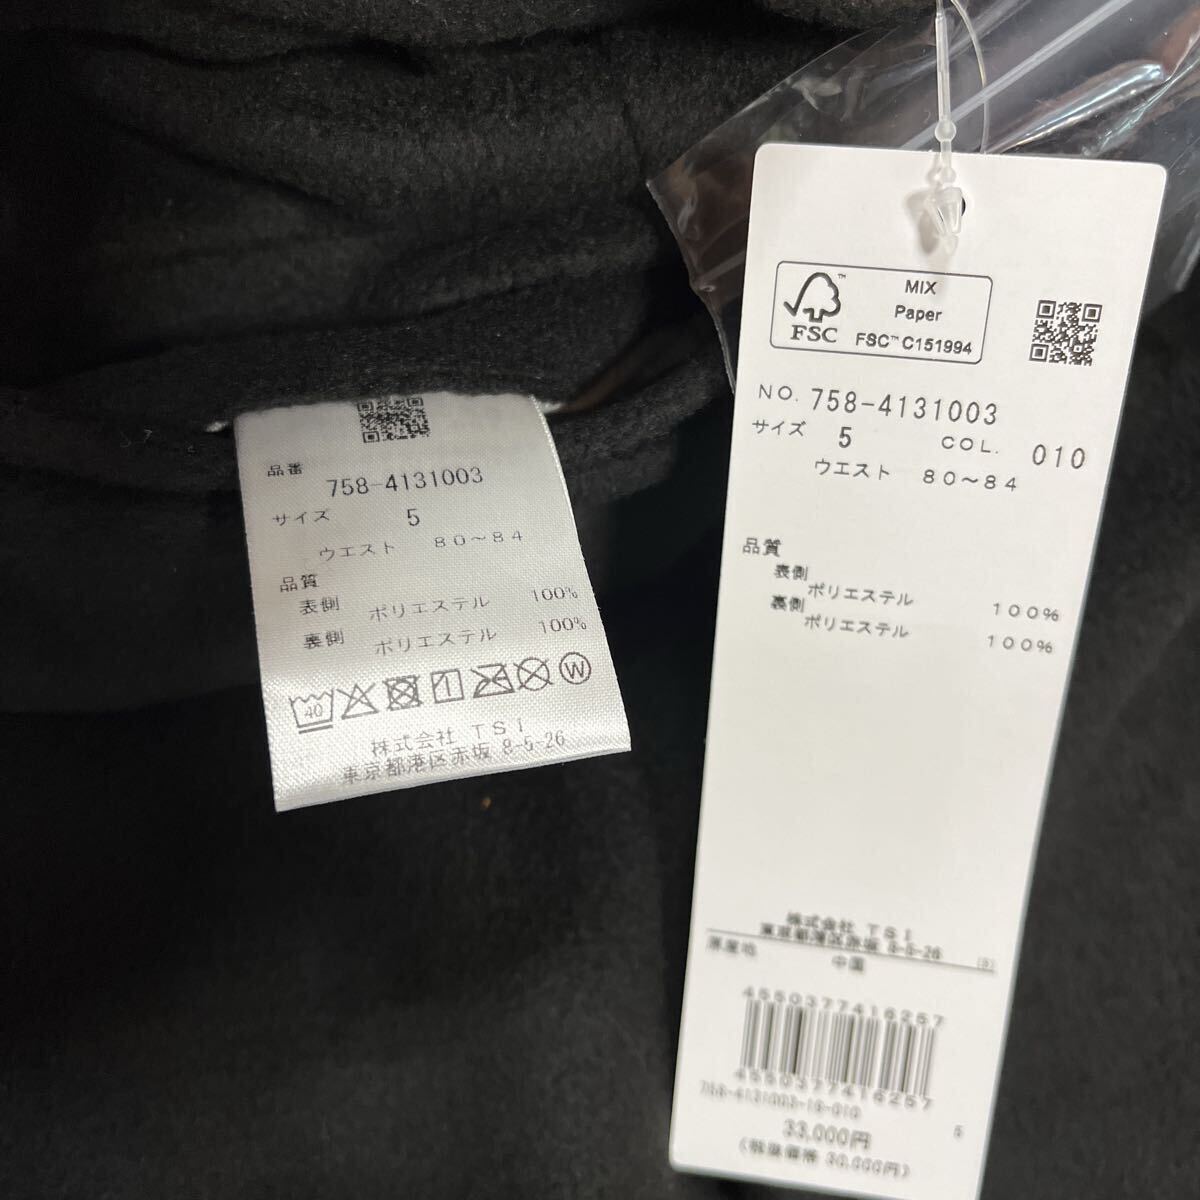 品番
758-4131003
サイズ 5
ウエスト 80~84
品質
表側 ポリエステル 100%
裏側 ポリエステル 100%
40
W
株式会社 TSI
東京都港区赤坂 8-5-26
FSC™
MIX
Paper
FSC™ C151994
NO. 758-4131003
サイズ 5 COL. 010
ウエスト 80~84
品質
表側
ポリエステル 100%
裏側
ポリエステル 100%
株式会社 TSI
東京都港区赤坂 8-5-26
原産地 中国
4550377416257
4550377416257
758-4131003-16-010
5
33,000円
(税抜価格 30,000円)